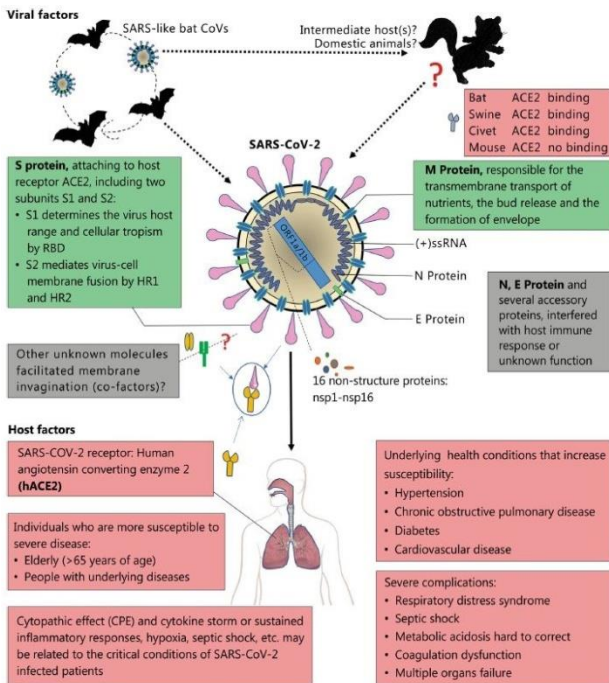 Viral factors
SARS-like bat CoVs
Intermediate host(s)?
Domestic animals?
?
Bat ACE2 binding
Swine ACE2 binding
Civet ACE2 binding
Mouse ACE2 no binding
SARS-CoV-2
S protein, attaching to host
receptor ACE2, including two
subunits S1 and S2:
• S1 determines the virus host
range and cellular tropism
by RBD
• S2 mediates virus-cell
membrane fusion by HR1
and HR2
M Protein, responsible for the
transmembrane transport of
nutrients, the bud release and the
formation of envelope
ORF1a/1b
(+)ssRNA
N Protein
E Protein
N, E Protein and
several accessory
proteins, interfered
with host immune
response or
unknown function
Other unknown molecules
facilitated membrane
invagination (co-factors)?
?
16 non-structure proteins:
nsp1-nsp16
Host factors
SARS-COV-2 receptor: Human
angiotensin converting enzyme 2
(hACE2)
Individuals who are more susceptible to
severe disease:
• Elderly (>65 years of age)
• People with underlying diseases
Cytopathic effect (CPE) and cytokine storm or sustained
inflammatory responses, hypoxia, septic shock, etc. may
be related to the critical conditions of SARS-CoV-2
infected patients
Underlying health conditions that increase
susceptibility:
• Hypertension
• Chronic obstructive pulmonary disease
• Diabetes
• Cardiovascular disease
Severe complications:
• Respiratory distress syndrome
• Septic shock
• Metabolic acidosis hard to correct
• Coagulation dysfunction
• Multiple organs failure